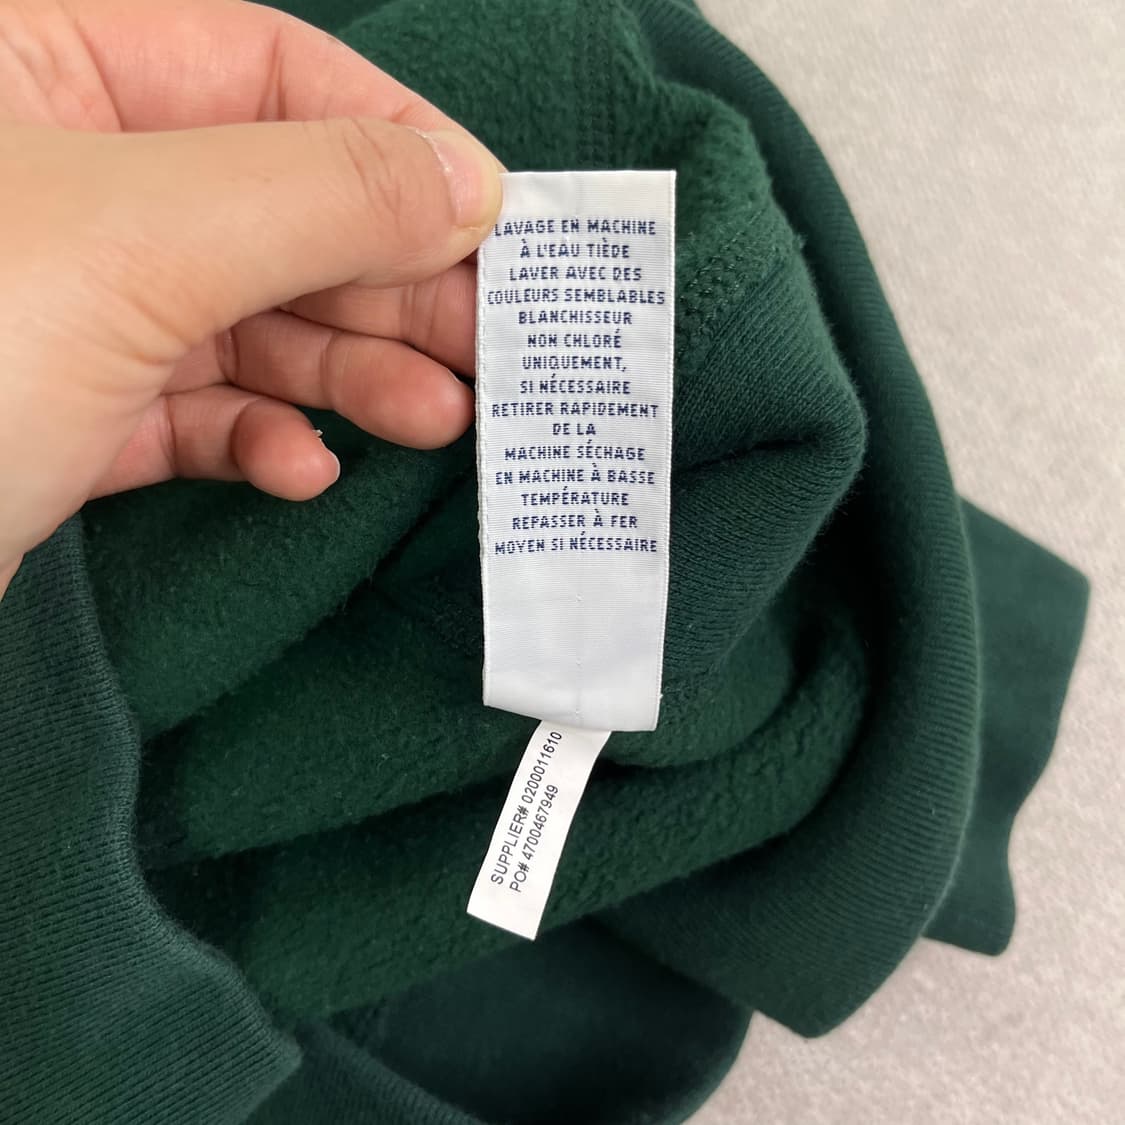 LAVAGE EN MACHINE
À L'EAU TIÈDE
LAVER AVEC DES
COULEURS SEMBLABLES
BLANCHISSEUR
NON CHLORÉ
UNIQUEMENT,
SI NÉCESSAIRE
RETIRER RAPIDEMENT
DE LA
MACHINE SÉCHAGE
EN MACHINE À BASSE
TEMPÉRATURE
REPASSER À FER
MOYEN SI NÉCESSAIRE
SUPPLIER# 0200011610
PO# 4700467949